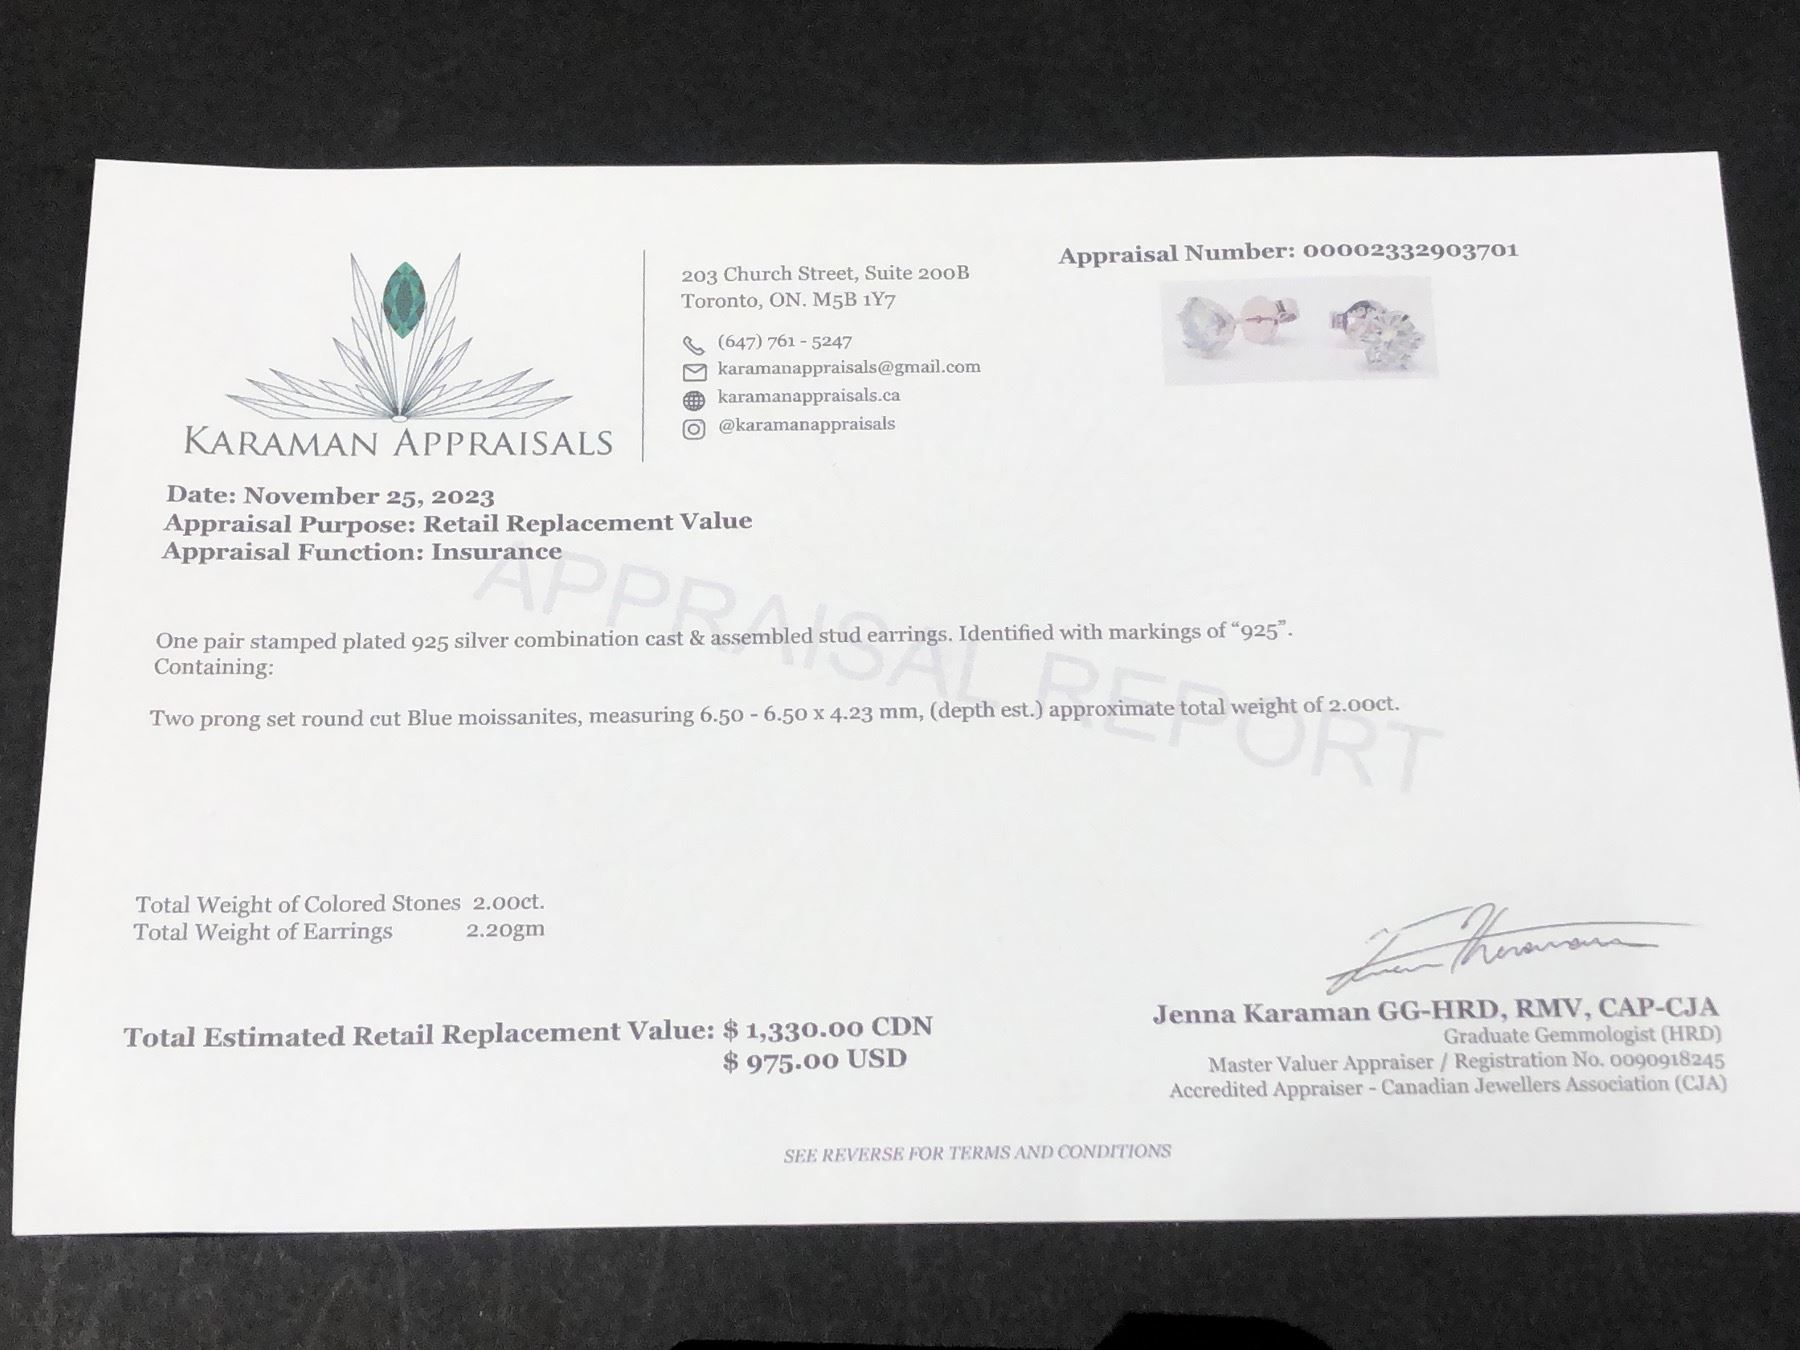 KARAMAN APPRAISALS
203 Church Street, Suite 200B
Toronto, ON. M5B 1Y7
(647) 761 - 5247
karamanappraisals@gmail.com
karamanappraisals.ca
@karamanappraisals
Appraisal Number: 00002332903701
Date: November 25, 2023
Appraisal Purpose: Retail Replacement Value
Appraisal Function: Insurance
APPRAISAL REPORT
One pair stamped plated 925 silver combination cast & assembled stud earrings. Identified with markings of “925”.
Containing:
Two prong set round cut Blue moissanites, measuring 6.50 - 6.50 x 4.23 mm, (depth est.) approximate total weight of 2.00ct.
Total Weight of Colored Stones 2.00ct.
Total Weight of Earrings 2.20gm
Total Estimated Retail Replacement Value: $ 1,330.00 CDN
$ 975.00 USD
Jenna Karaman GG-HRD, RMV, CAP-CJA
Graduate Gemmologist (HRD)
Master Valuer Appraiser / Registration No. 0090918245
Accredited Appraiser - Canadian Jewellers Association (CJA)
SEE REVERSE FOR TERMS AND CONDITIONS